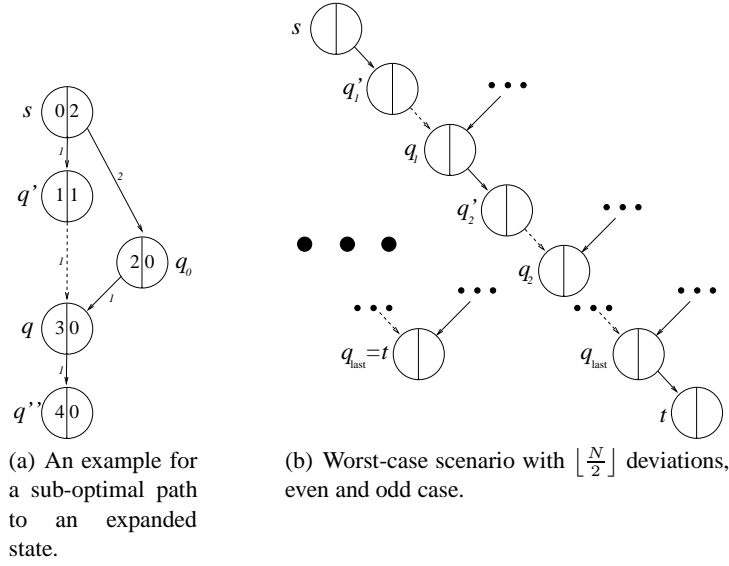 s
0 2
1
2
q'
1 1
1
2 0
q₀
1
q
3 0
1
q''
4 0
(a) An example for
a sub-optimal path
to an expanded
state.
s
q'₁
• • •
q₁
q'₂
• • •
q₂
• • •
• • •
• • •
• • •
• • •
q_last=t
q_last
t
(b) Worst-case scenario with ⌊N/2⌋ deviations,
even and odd case.